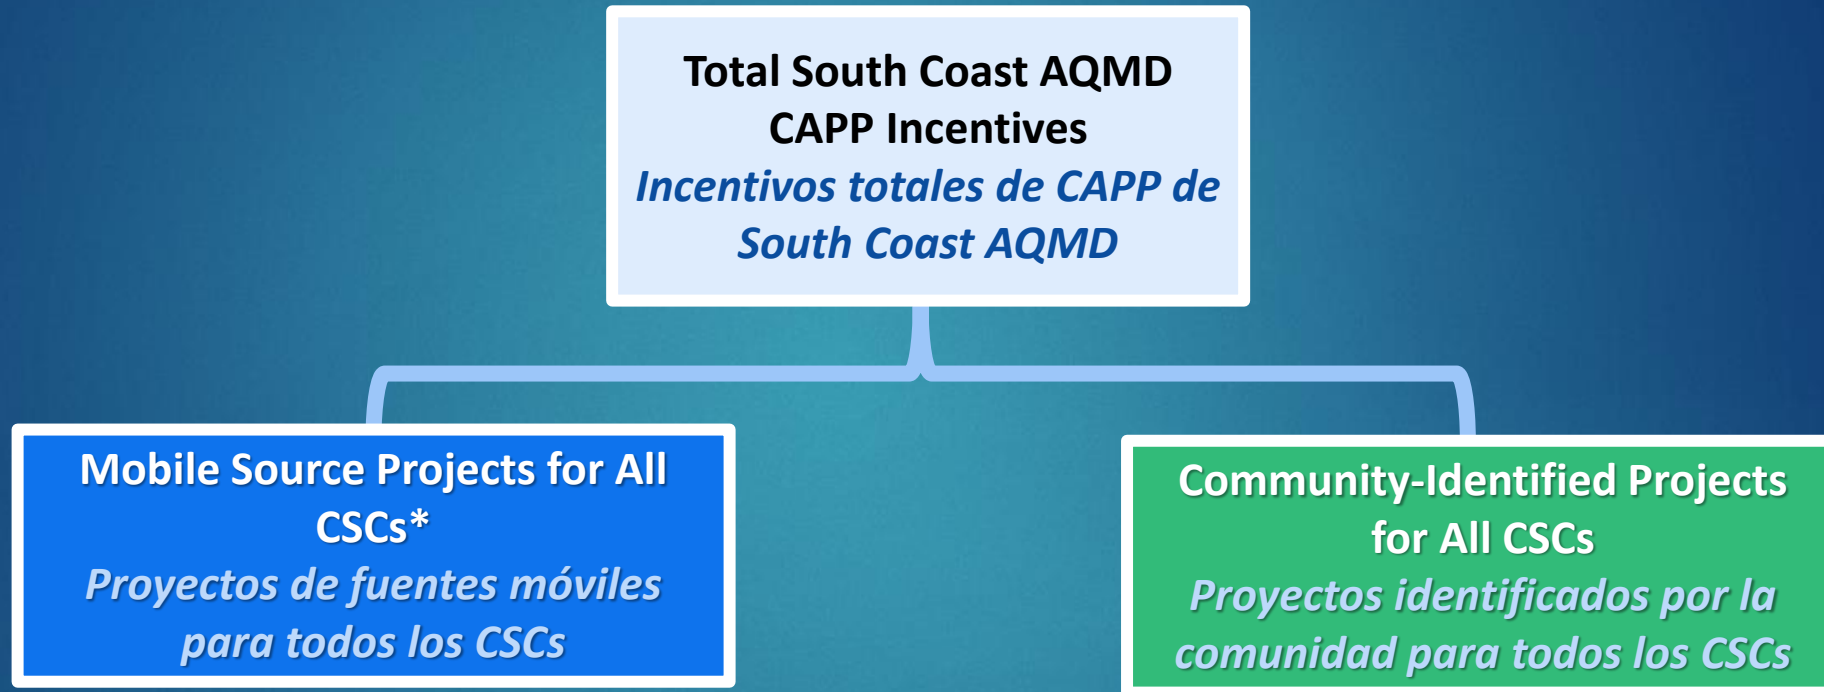 Total South Coast AQMD
CAPP Incentives
Incentivos totales de CAPP de
South Coast AQMD
Mobile Source Projects for All
CSCs*
Proyectos de fuentes móviles
para todos los CSCs
Community-Identified Projects
for All CSCs
Proyectos identificados por la
comunidad para todos los CSCs